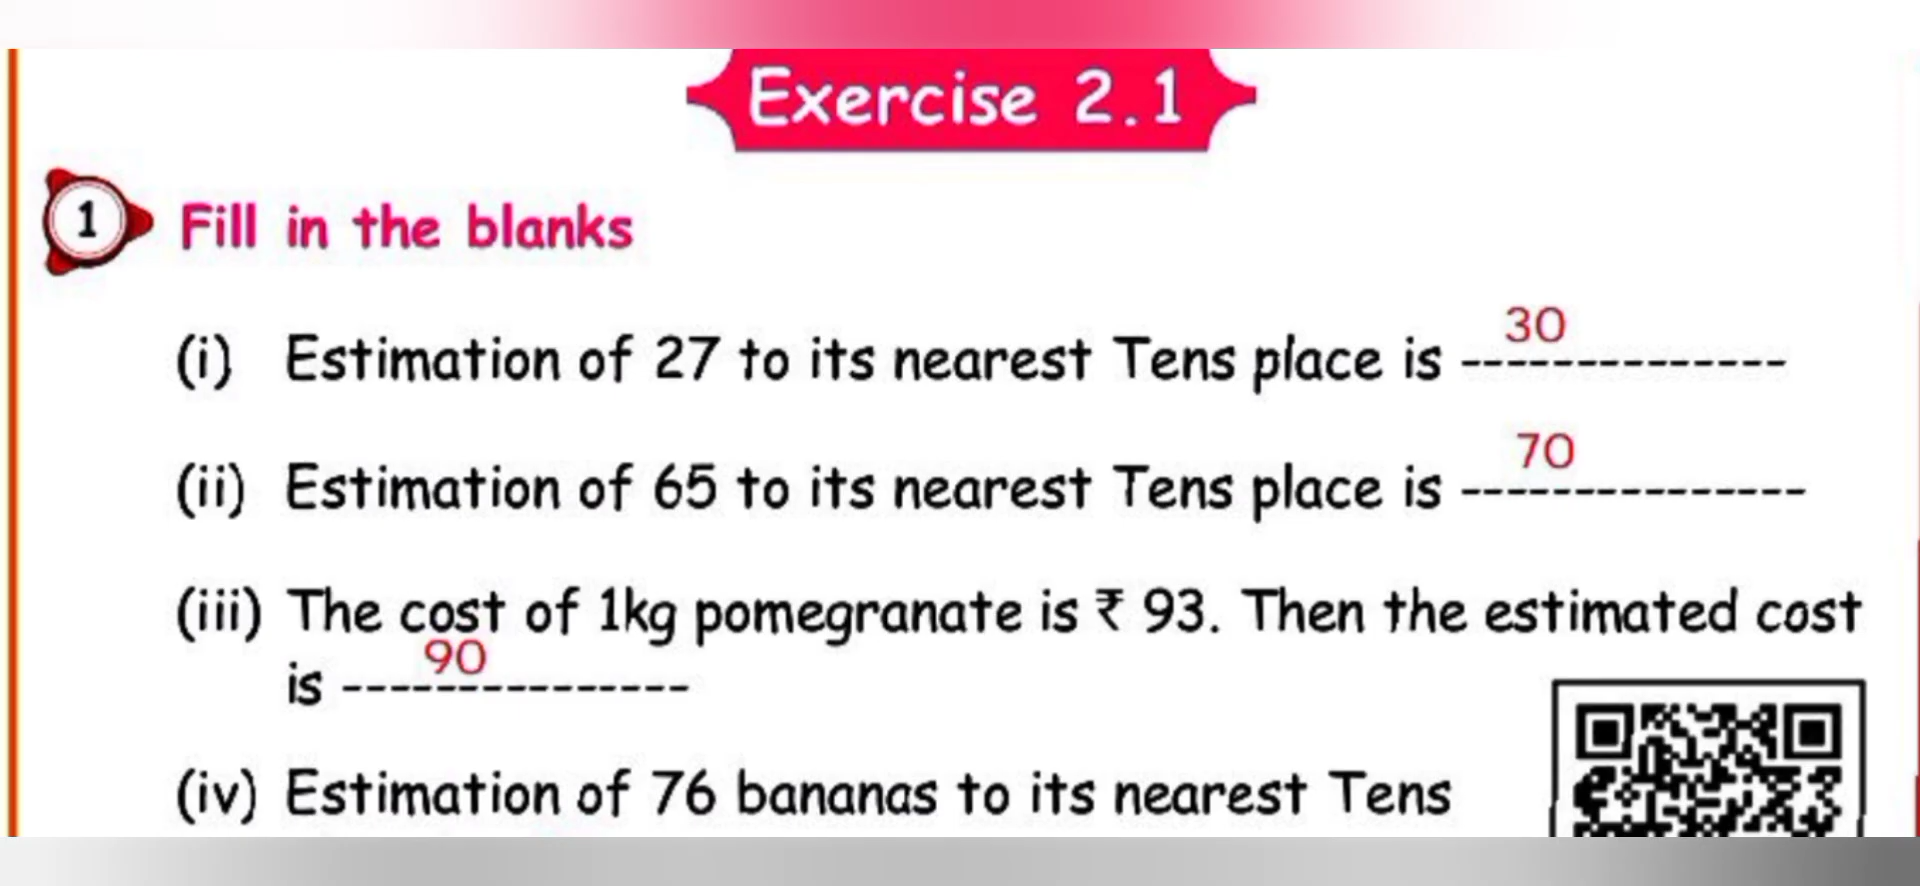 Exercise 2.1
1 Fill in the blanks
(i) Estimation of 27 to its nearest Tens place is 30 --------------
(ii) Estimation of 65 to its nearest Tens place is 70 ---------------
(iii) The cost of 1kg pomegranate is ₹ 93. Then the estimated cost
is 90 ---------------
(iv) Estimation of 76 bananas to its nearest Tens